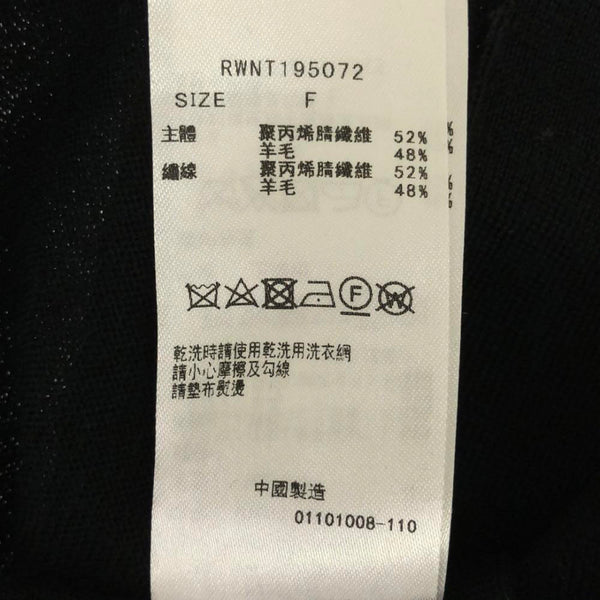 RWNT195072
SIZE F
主體 聚丙烯腈纖維 52%
羊毛 48%
繡線 聚丙烯腈纖維 52%
羊毛 48%
F W
乾洗時請使用乾洗用洗衣網
請小心摩擦及勾線
請墊布熨燙
中國製造
01101008-110